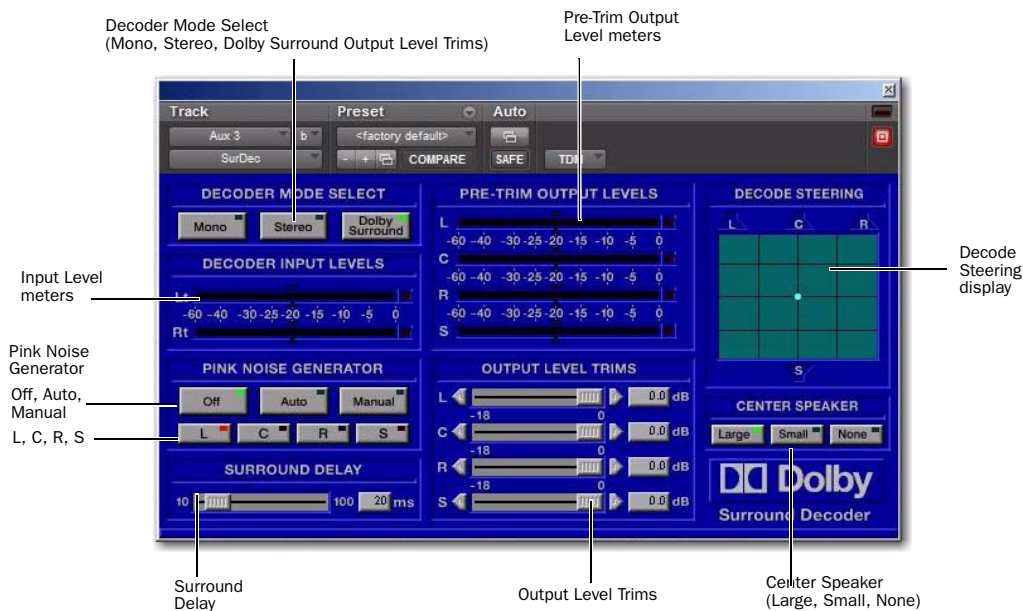 Decoder Mode Select
(Mono, Stereo, Dolby Surround Output Level Trims)
Pre-Trim Output
Level meters
Track
Preset
Auto
Aux 3
b
<factory default>
SurDec
- +
COMPARE
SAFE
TDM
DECODER MODE SELECT
Mono
Stereo
Dolby
Surround
PRE-TRIM OUTPUT LEVELS
L
-60 -40 -30 -25 -20 -15 -10 -5 0
C
-60 -40 -30 -25 -20 -15 -10 -5 0
R
-60 -40 -30 -25 -20 -15 -10 -5 0
S
DECODE STEERING
L C R
S
Decode
Steering
display
Input Level
meters
DECODER INPUT LEVELS
Lt
-60 -40 -30 -25 -20 -15 -10 -5 0
Rt
Pink Noise
Generator
Off, Auto,
Manual
L, C, R, S
PINK NOISE GENERATOR
Off
Auto
Manual
L
C
R
S
OUTPUT LEVEL TRIMS
L 0.0 dB
-18 0
C 0.0 dB
-18 0
R 0.0 dB
-18 0
S 0.0 dB
CENTER SPEAKER
Large
Small
None
SURROUND DELAY
10 100 20 ms
Dolby
Surround Decoder
Surround
Delay
Output Level Trims
Center Speaker
(Large, Small, None)